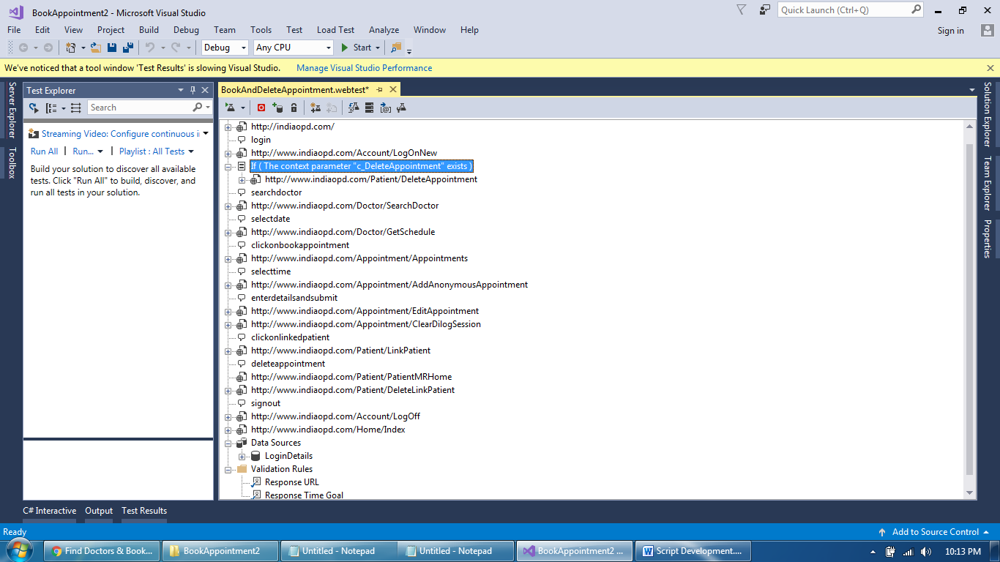 BookAppointment2 - Microsoft Visual Studio
Quick Launch (Ctrl+Q)
File Edit View Project Build Debug Team Tools Test Load Test Analyze Window Help
Sign in
Debug Any CPU Start
We've noticed that a tool window 'Test Results' is slowing Visual Studio. Manage Visual Studio Performance
Server Explorer
Toolbox
Test Explorer
Search
Streaming Video: Configure continuous i
Run All | Run... | Playlist : All Tests
Build your solution to discover all available
tests. Click "Run All" to build, discover, and
run all tests in your solution.
BookAndDeleteAppointment.webtest*
http://indiaopd.com/
login
http://www.indiaopd.com/Account/LogOnNew
If ( The context parameter "c_DeleteAppointment" exists )
http://www.indiaopd.com/Patient/DeleteAppointment
searchdoctor
http://www.indiaopd.com/Doctor/SearchDoctor
selectdate
http://www.indiaopd.com/Doctor/GetSchedule
clickonbookappointment
http://www.indiaopd.com/Appointment/Appointments
selecttime
http://www.indiaopd.com/Appointment/AddAnonymousAppointment
enterdetailsandsubmit
http://www.indiaopd.com/Appointment/EditAppointment
http://www.indiaopd.com/Appointment/ClearDilogSession
clickonlinkedpatient
http://www.indiaopd.com/Patient/LinkPatient
deleteappointment
http://www.indiaopd.com/Patient/PatientMRHome
http://www.indiaopd.com/Patient/DeleteLinkPatient
signout
http://www.indiaopd.com/Account/LogOff
http://www.indiaopd.com/Home/Index
Data Sources
LoginDetails
Validation Rules
Response URL
Response Time Goal
Solution Explorer
Team Explorer
Properties
C# Interactive Output Test Results
Ready
Add to Source Control
Find Doctors & Book... BookAppointment2 Untitled - Notepad Untitled - Notepad BookAppointment2 ... Script Development....
10:13 PM